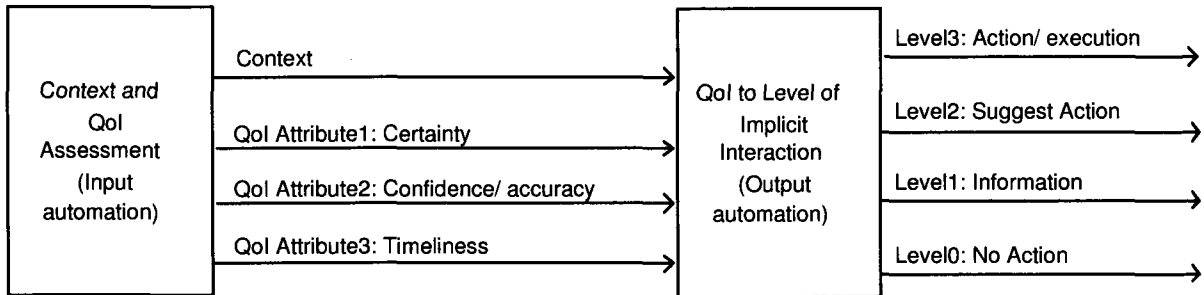 Context and
QoI
Assessment
(Input
automation)
Context
QoI Attribute1: Certainty
QoI Attribute2: Confidence/ accuracy
QoI Attribute3: Timeliness
QoI to Level of
Implicit
Interaction
(Output
automation)
Level3: Action/ execution
Level2: Suggest Action
Level1: Information
Level0: No Action